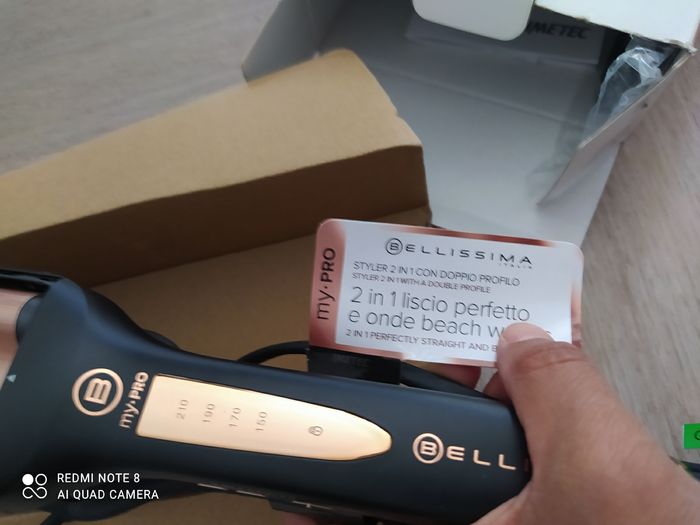 IMETEC
BELLISSIMA
ITALIA
my•PRO
STYLER 2 IN 1 CON DOPPIO PROFILO
STYLER 2 IN 1 WITH A DOUBLE PROFILE
2 in 1 liscio perfetto
e onde beach
2 IN 1 PERFECTLY STRAIGHT AND
IMETEC
B
my•PRO
210 190 170 150
BELL
REDMI NOTE 8
AI QUAD CAMERA